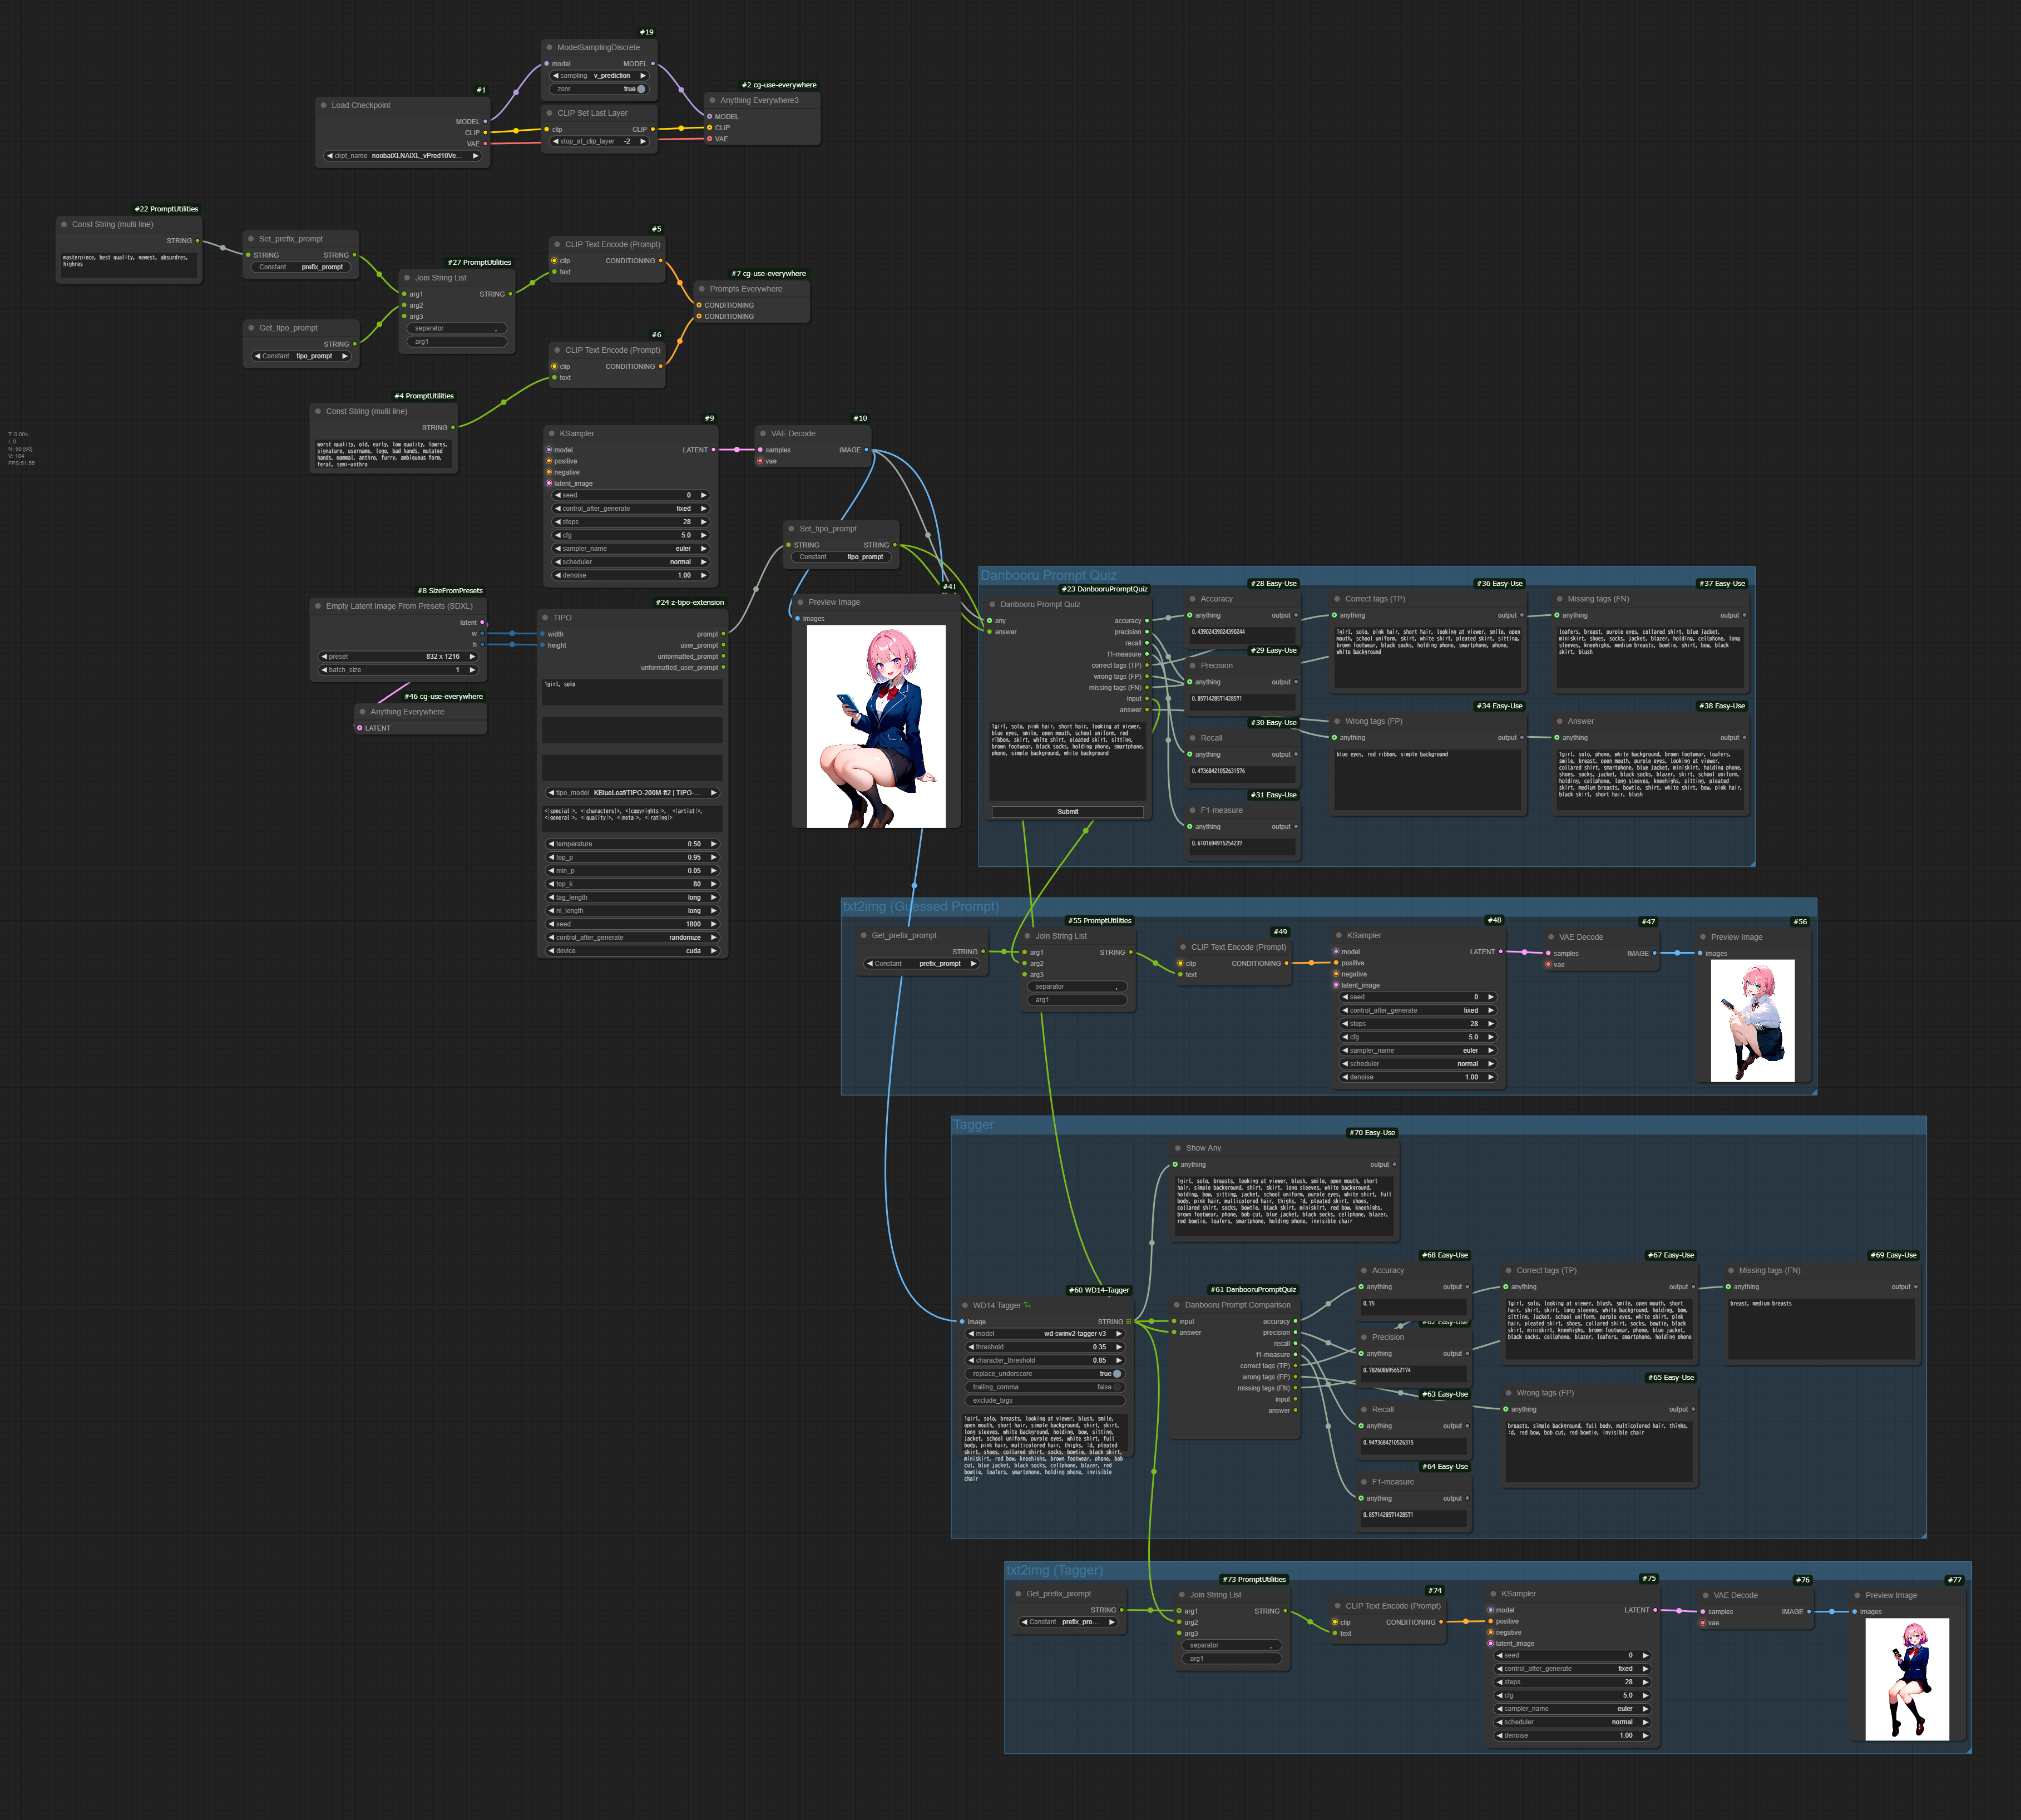 #19
ModelSamplingDiscrete
model MODEL
sampling v_prediction
zsnr true
#1
Load Checkpoint
MODEL
CLIP
VAE
ckpt_name noobaiXLNAIXL_vPred10Ve...
CLIP Set Last Layer
clip CLIP
stop_at_clip_layer -2
#2 cg-use-everywhere
Anything Everywhere3
MODEL
CLIP
VAE
#22 PromptUtilities
Const String (multi line)
STRING
masterpiece, best quality, newest, absurdres,
highres
Set_prefix_prompt
STRING STRING
Constant prefix_prompt
#27 PromptUtilities
Join String List
arg1 STRING
arg2
arg3
separator ,
arg1
Get_tipo_prompt
STRING
Constant tipo_prompt
#5
CLIP Text Encode (Prompt)
clip CONDITIONING
text
#7 cg-use-everywhere
Prompts Everywhere
CONDITIONING
CONDITIONING
#6
CLIP Text Encode (Prompt)
clip CONDITIONING
text
#4 PromptUtilities
Const String (multi line)
STRING
worst quality, old, early, low quality, lowres,
signature, username, logo, bad hands, mutated
hands, mammal, anthro, furry, ambiguous form,
feral, semi-anthro
T: 0.00s
I: 0
N: 50 [50]
V: 104
FPS:51.55
#9
KSampler
model LATENT
positive
negative
latent_image
seed 0
control_after_generate fixed
steps 28
cfg 5.0
sampler_name euler
scheduler normal
denoise 1.00
#10
VAE Decode
samples IMAGE
vae
Set_tipo_prompt
STRING STRING
Constant tipo_prompt
#8 SizeFromPresets
Empty Latent Image From Presets (SDXL)
latent
w
h
preset 832 x 1216
batch_size 1
#46 cg-use-everywhere
Anything Everywhere
LATENT
#24 z-tipo-extension
TIPO
width prompt
height user_prompt
unformatted_prompt
unformatted_user_prompt
1girl, solo
tipo_model KBlueLeaf/TIPO-200M-ft2 | TIPO-...
<|special|>, <|characters|>, <|copyrights|>, <|artist|>,
<|general|>, <|quality|>, <|meta|>, <|rating|>
temperature 0.50
top_p 0.95
min_p 0.05
top_k 80
tag_length long
nl_length long
seed 1800
control_after_generate randomize
device cuda
#41
Preview Image
images
Danbooru Prompt Quiz
#23 DanbooruPromptQuiz
Danbooru Prompt Quiz
any accuracy
answer precision
recall
f1-measure
correct tags (TP)
wrong tags (FP)
missing tags (FN)
input
answer
1girl, solo, pink hair, short hair, looking at viewer,
blue eyes, smile, open mouth, school uniform, red
ribbon, skirt, white shirt, pleated skirt, sitting,
brown footwear, black socks, holding phone, smartphone,
phone, simple background, white background
Submit
#28 Easy-Use
Accuracy
anything output
0.43902439024390244
#29 Easy-Use
Precision
anything output
0.8571428571428571
#30 Easy-Use
Recall
anything output
0.47368421052631576
#31 Easy-Use
F1-measure
anything output
0.6101694915254237
#36 Easy-Use
Correct tags (TP)
anything output
1girl, solo, pink hair, short hair, looking at viewer, smile, open
mouth, school uniform, skirt, white shirt, pleated skirt, sitting,
brown footwear, black socks, holding phone, smartphone, phone,
white background
#37 Easy-Use
Missing tags (FN)
anything output
loafers, breast, purple eyes, collared shirt, blue jacket,
miniskirt, shoes, socks, jacket, blazer, holding, cellphone, long
sleeves, kneehighs, medium breasts, bowtie, shirt, bow, black
skirt, blush
#34 Easy-Use
Wrong tags (FP)
anything output
blue eyes, red ribbon, simple background
#38 Easy-Use
Answer
anything output
1girl, solo, phone, white background, brown footwear, loafers,
smile, breast, open mouth, purple eyes, looking at viewer,
collared shirt, smartphone, blue jacket, miniskirt, holding phone,
shoes, socks, jacket, black socks, blazer, skirt, school uniform,
holding, cellphone, long sleeves, kneehighs, sitting, pleated
skirt, medium breasts, bowtie, shirt, white shirt, bow, pink hair,
black skirt, short hair, blush
txt2img (Guessed Prompt)
Get_prefix_prompt
STRING
Constant prefix_prompt
#55 PromptUtilities
Join String List
arg1 STRING
arg2
arg3
separator ,
arg1
#49
CLIP Text Encode (Prompt)
clip CONDITIONING
text
#48
KSampler
model LATENT
positive
negative
latent_image
seed 0
control_after_generate fixed
steps 28
cfg 5.0
sampler_name euler
scheduler normal
denoise 1.00
#47
VAE Decode
samples IMAGE
vae
#56
Preview Image
images
Tagger
#70 Easy-Use
Show Any
anything output
1girl, solo, breasts, looking at viewer, blush, smile, open mouth, short
hair, simple background, shirt, skirt, long sleeves, white background,
holding, bow, sitting, jacket, school uniform, purple eyes, white shirt, full
body, pink hair, multicolored hair, thighs, :d, pleated skirt, shoes,
collared shirt, socks, bowtie, black skirt, miniskirt, red bow, kneehighs,
brown footwear, phone, bob cut, blue jacket, black socks, cellphone, blazer,
red bowtie, loafers, smartphone, holding phone, invisible chair
#60 WD14-Tagger
WD14 Tagger
image STRING
model wd-swinv2-tagger-v3
threshold 0.35
character_threshold 0.85
replace_underscore true
trailing_comma false
exclude_tags
1girl, solo, breasts, looking at viewer, blush, smile,
open mouth, short hair, simple background, shirt, skirt,
long sleeves, white background, holding, bow, sitting,
jacket, school uniform, purple eyes, white shirt, full
body, pink hair, multicolored hair, thighs, :d, pleated
skirt, shoes, collared shirt, socks, bowtie, black skirt,
miniskirt, red bow, kneehighs, brown footwear, phone, bob
cut, blue jacket, black socks, cellphone, blazer, red
bowtie, loafers, smartphone, holding phone, invisible
chair
#61 DanbooruPromptQuiz
Danbooru Prompt Comparison
input accuracy
answer precision
recall
f1-measure
correct tags (TP)
wrong tags (FP)
missing tags (FN)
input
answer
#68 Easy-Use
Accuracy
anything output
0.75
#62 Easy-Use
Precision
anything output
0.782608695652174
#63 Easy-Use
Recall
anything output
0.9473684210526315
#64 Easy-Use
F1-measure
anything output
0.8571428571428571
#67 Easy-Use
Correct tags (TP)
anything output
1girl, solo, looking at viewer, blush, smile, open mouth, short
hair, shirt, skirt, long sleeves, white background, holding, bow,
sitting, jacket, school uniform, purple eyes, white shirt, pink
hair, pleated skirt, shoes, collared shirt, socks, bowtie, black
skirt, miniskirt, kneehighs, brown footwear, phone, blue jacket,
black socks, cellphone, blazer, loafers, smartphone, holding phone
#69 Easy-Use
Missing tags (FN)
anything output
breast, medium breasts
#65 Easy-Use
Wrong tags (FP)
anything output
breasts, simple background, full body, multicolored hair, thighs,
:d, red bow, bob cut, red bowtie, invisible chair
txt2img (Tagger)
Get_prefix_prompt
STRING
Constant prefix_pro...
#73 PromptUtilities
Join String List
arg1 STRING
arg2
arg3
separator ,
arg1
#74
CLIP Text Encode (Prompt)
clip CONDITIONING
text
#75
KSampler
model LATENT
positive
negative
latent_image
seed 0
control_after_generate fixed
steps 28
cfg 5.0
sampler_name euler
scheduler normal
denoise 1.00
#76
VAE Decode
samples IMAGE
vae
#77
Preview Image
images